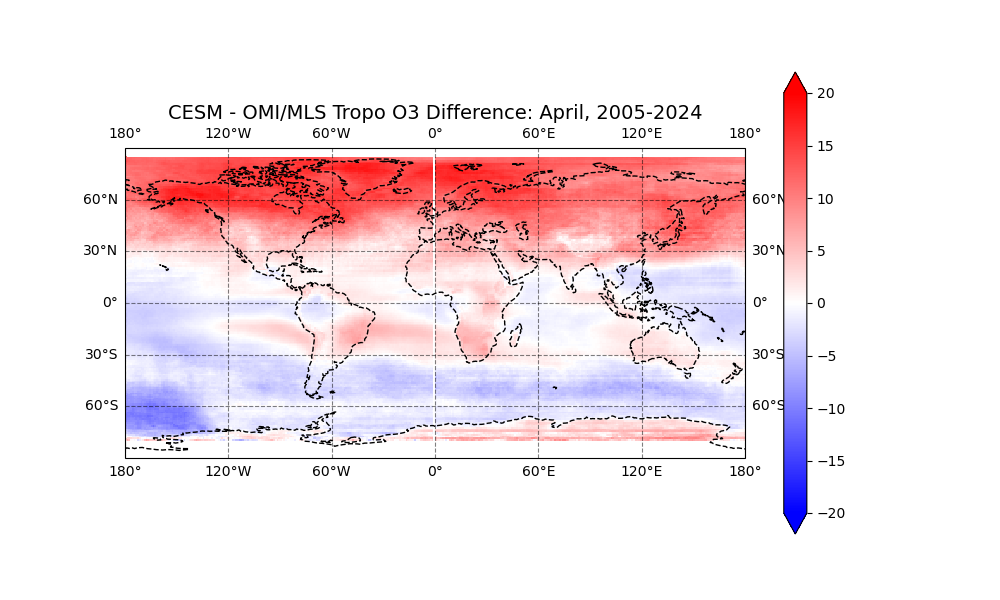 CESM - OMI/MLS Tropo O3 Difference: April, 2005-2024
180° 120°W 60°W 0° 60°E 120°E 180°
60°N 60°N
30°N 30°N
0° 0°
30°S 30°S
60°S 60°S
180° 120°W 60°W 0° 60°E 120°E 180°
20
15
10
5
0
−5
−10
−15
−20